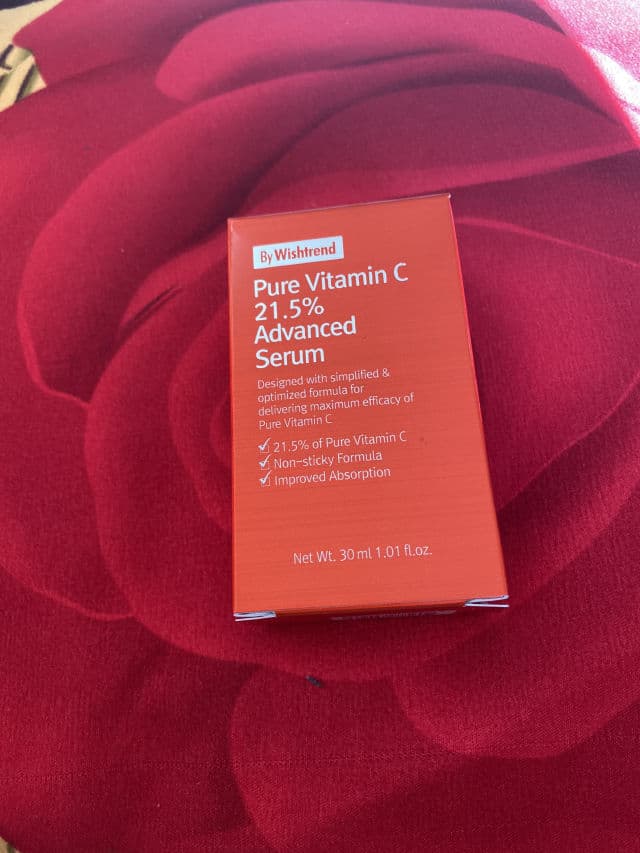 By Wishtrend
Pure Vitamin C
21.5%
Advanced
Serum
Designed with simplified &
optimized formula for
delivering maximum efficacy of
Pure Vitamin C
21.5% of Pure Vitamin C
Non-sticky Formula
Improved Absorption
Net Wt. 30 ml 1.01 fl.oz.